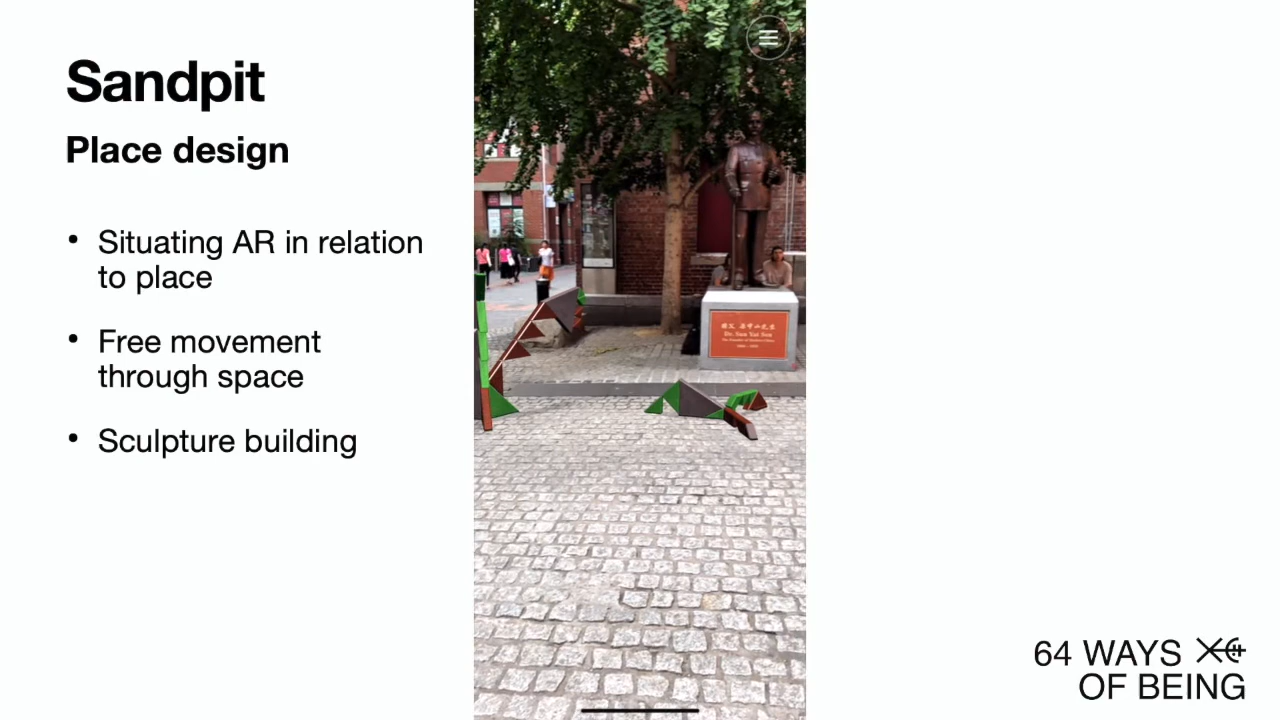 Sandpit
Place design
• Situating AR in relation
to place
• Free movement
through space
• Sculpture building
Dr. Sun Yat Sen
64 WAYS
OF BEING